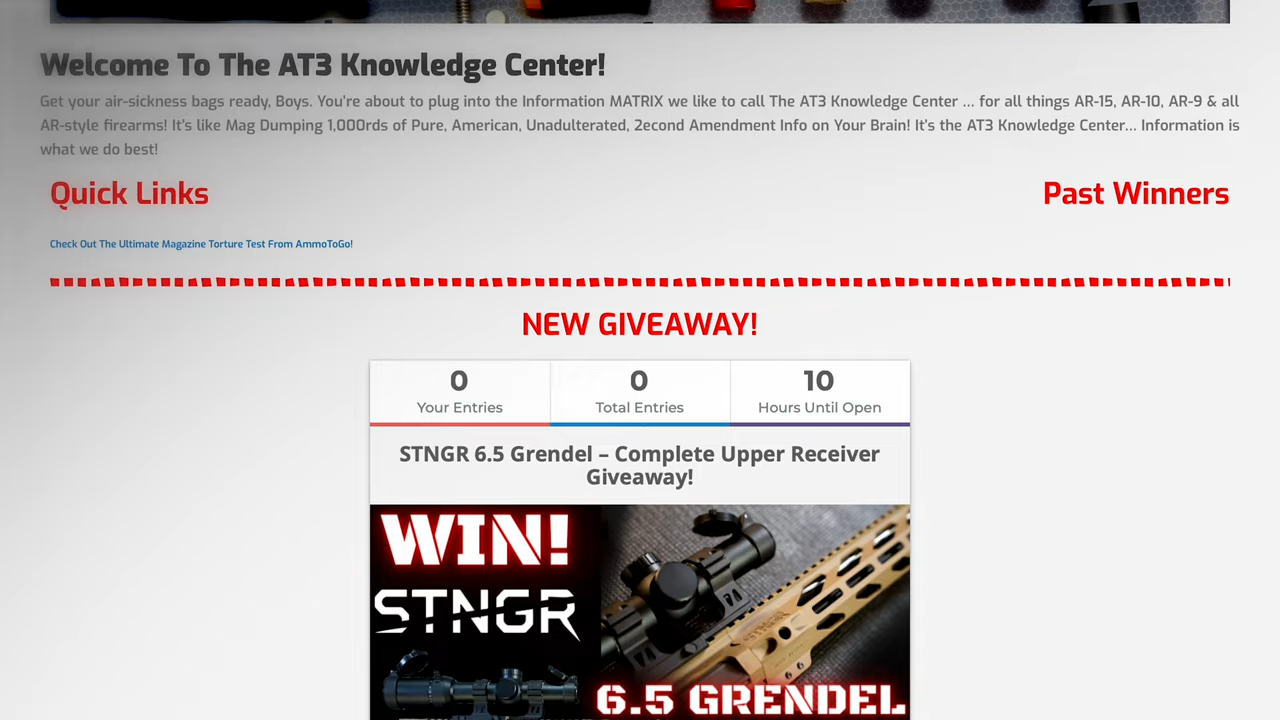 Welcome To The AT3 Knowledge Center!
Get your air-sickness bags ready, Boys. You're about to plug into the Information MATRIX we like to call The AT3 Knowledge Center ... for all things AR-15, AR-10, AR-9 & all
AR-style firearms! It's like Mag Dumping 1,000rds of Pure, American, Unadulterated, 2econd Amendment Info on Your Brain! It's the AT3 Knowledge Center... Information is
what we do best!
Quick Links
Past Winners
Check Out The Ultimate Magazine Torture Test From AmmoToGo!
NEW GIVEAWAY!
0
Your Entries
0
Total Entries
10
Hours Until Open
STNGR 6.5 Grendel – Complete Upper Receiver
Giveaway!
WIN!
STNGR
6.5 GRENDEL